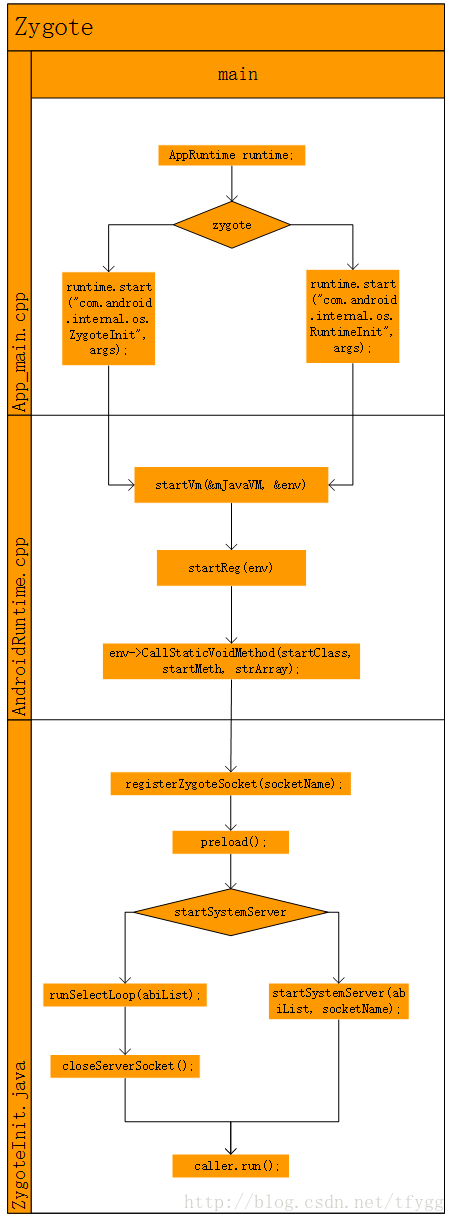 Zygote
main
App_main.cpp
AppRuntime runtime;
zygote
runtime.start
("com.android
.internal.os.
ZygoteInit",
args);
runtime.start
("com.android
.internal.os.
RuntimeInit",
args);
AndroidRuntime.cpp
startVm(&mJavaVM, &env)
startReg(env)
env->CallStaticVoidMethod(startClass,
startMeth, strArray);
ZygoteInit.java
registerZygoteSocket(socketName);
preload();
startSystemServer
runSelectLoop(abiList);
startSystemServer(ab
iList, socketName);
closeServerSocket();
caller.run();
http://blog.csdn.net/tfygg